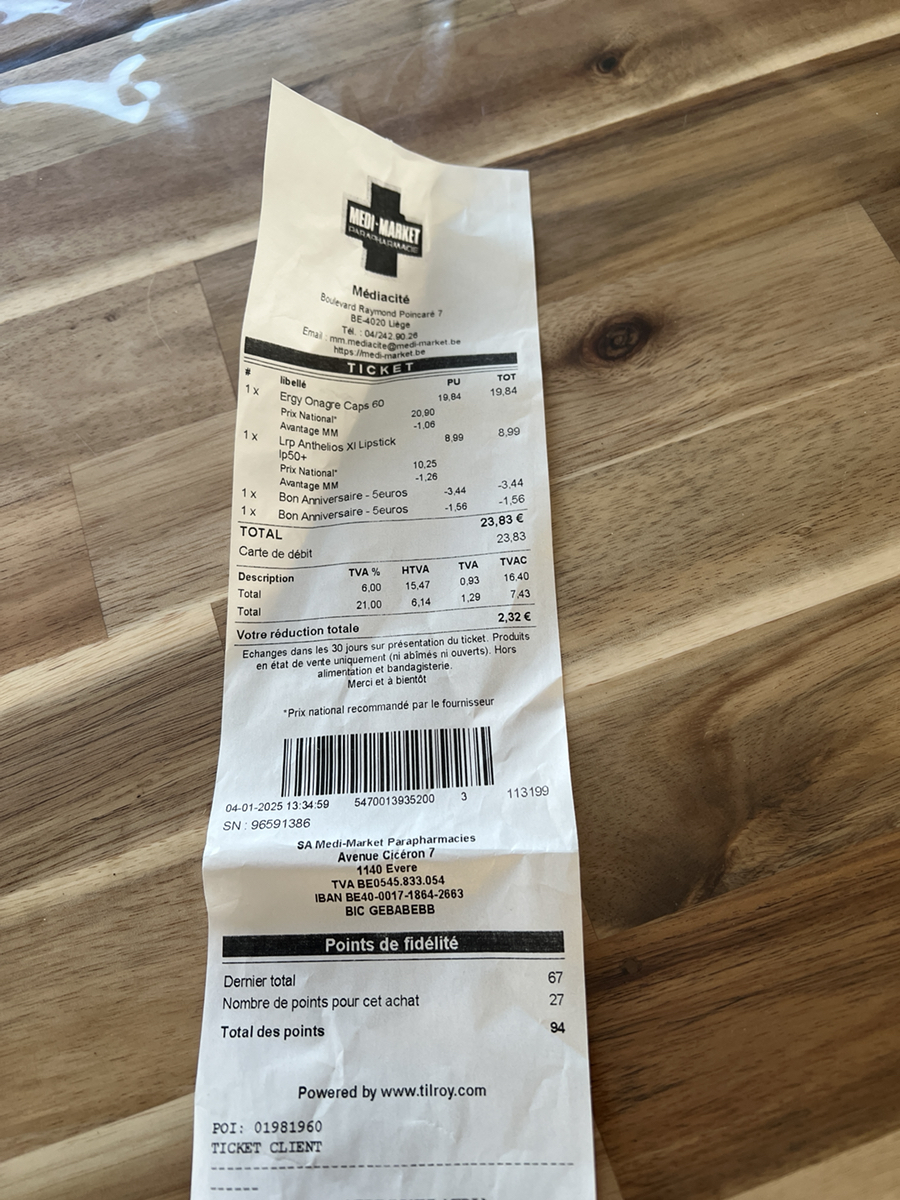 MEDI-MARKET
PARAPHARMACIE
Médiacité
Boulevard Raymond Poincaré 7
BE-4020 Liège
Tél. : 04/242.90.26
Email : mm.mediacite@medi-market.be
https://medi-market.be
TICKET
# libellé PU TOT
1 x Ergy Onagre Caps 60 19,84 19,84
Prix National* 20,90
Avantage MM -1,06
1 x Lrp Anthelios Xl Lipstick 8,99 8,99
Ip50+
Prix National* 10,25
Avantage MM -1,26
1 x Bon Anniversaire - 5euros -3,44 -3,44
1 x Bon Anniversaire - 5euros -1,56 -1,56
TOTAL 23,83 €
Carte de débit 23,83
Description TVA % HTVA TVA TVAC
Total 6,00 15,47 0,93 16,40
Total 21,00 6,14 1,29 7,43
Votre réduction totale 2,32 €
Echanges dans les 30 jours sur présentation du ticket. Produits
en état de vente uniquement (ni abîmés ni ouverts). Hors
alimentation et bandagisterie.
Merci et à bientôt
*Prix national recommandé par le fournisseur
04-01-2025 13:34:59 5470013935200 3 113199
SN : 96591386
SA Medi-Market Parapharmacies
Avenue Cicéron 7
1140 Evere
TVA BE0545.833.054
IBAN BE40-0017-1864-2663
BIC GEBABEBB
Points de fidélité
Dernier total 67
Nombre de points pour cet achat 27
Total des points 94
Powered by www.tilroy.com
POI: 01981960
TICKET CLIENT